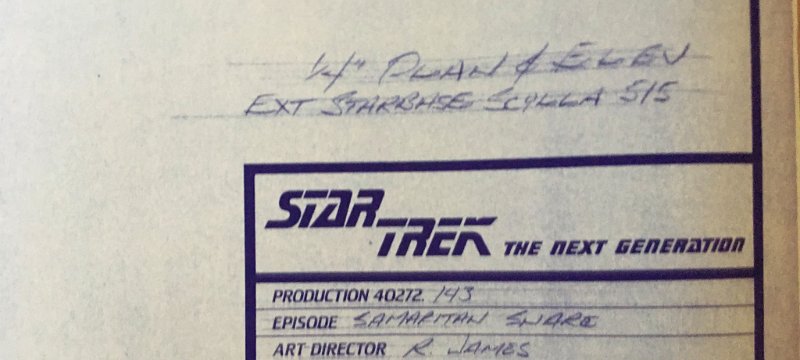 1/4" PLAN & ELEV
EXT STARBASE SCYLLA 515
STAR TREK THE NEXT GENERATION
PRODUCTION 40272. 143
EPISODE SAMARITAN SNARE
ART DIRECTOR R. JAMES